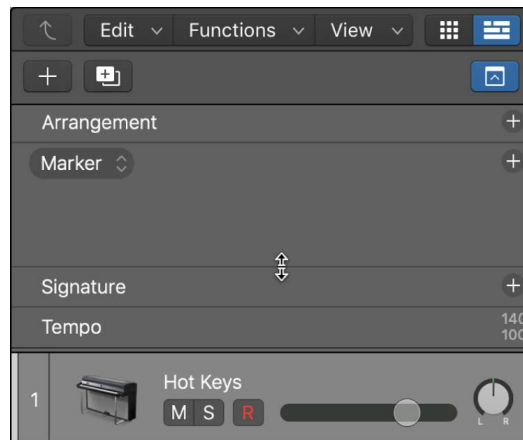 Edit Functions View
Arrangement
Marker
Signature
Tempo 140
100
1 Hot Keys
M S R L R